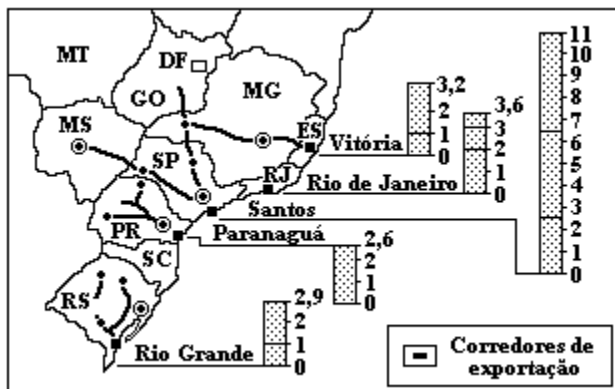 MT
DF
GO
MG
MS
ES
SP
RJ
PR
SC
RS
Vitória
Rio de Janeiro
Santos
Paranaguá
Rio Grande
3,2
2
1
0
3,6
3
2
1
0
11
10
9
8
7
6
5
4
3
2
1
0
2,6
2
1
0
2,9
2
1
0
Corredores de
exportação